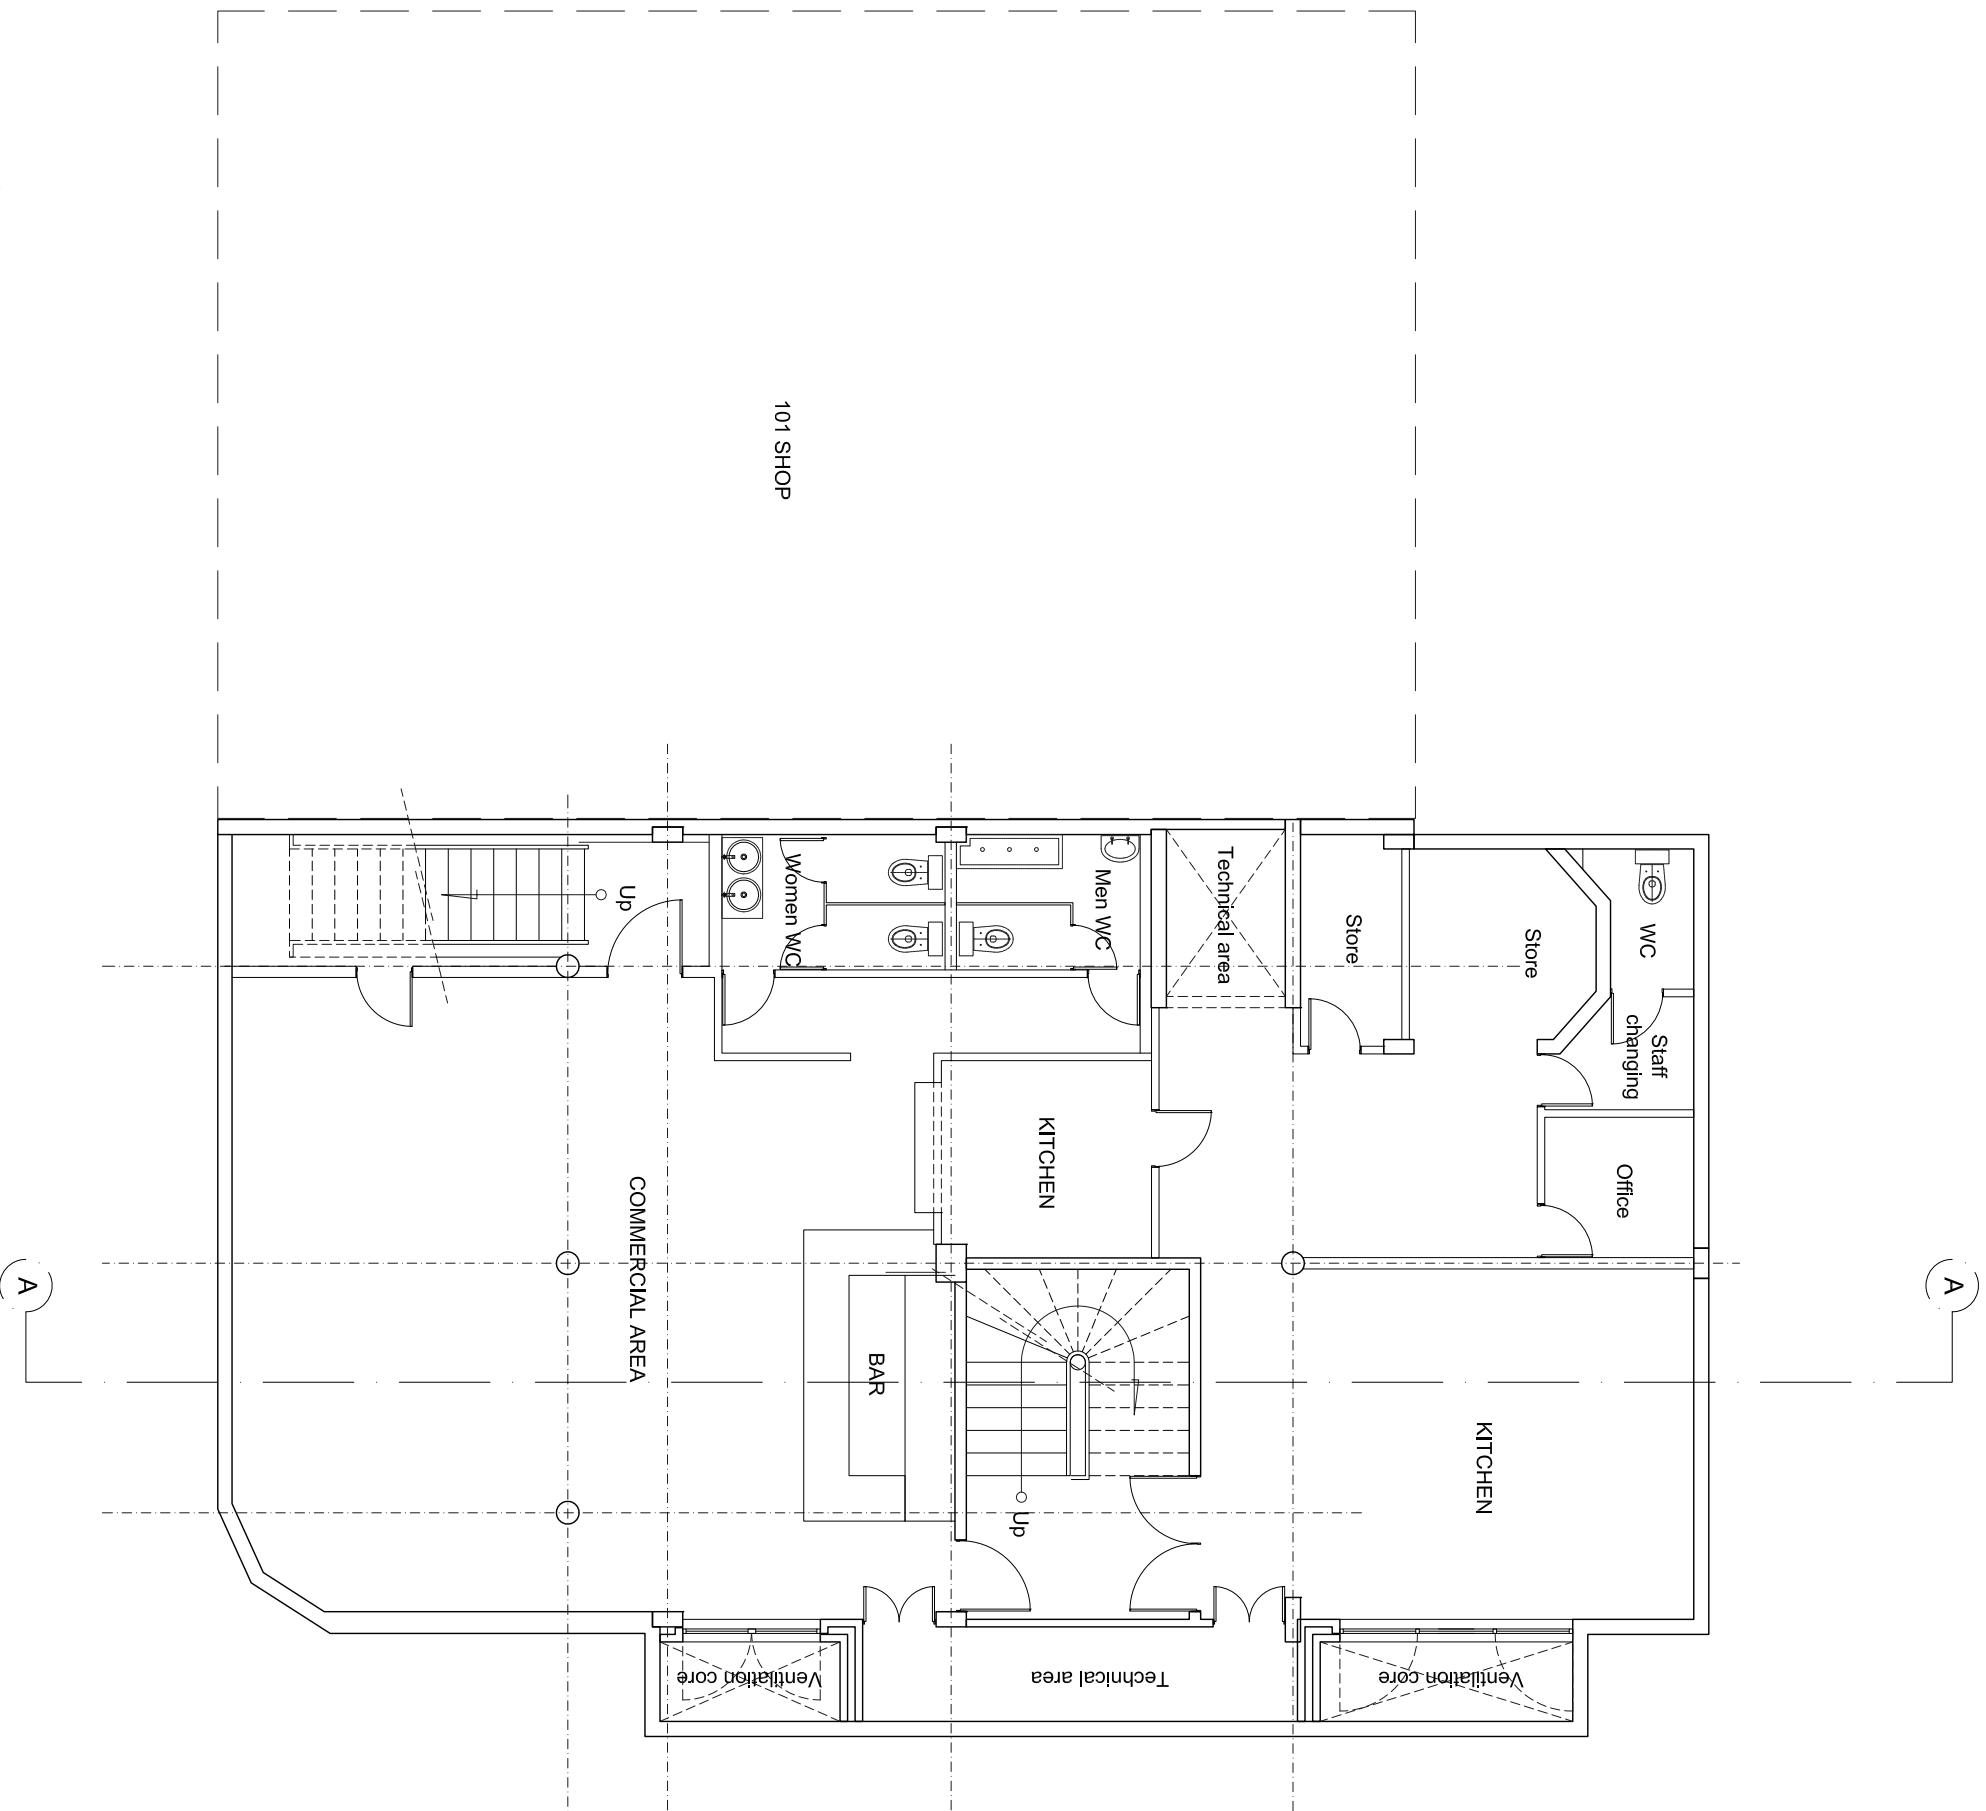 101 SHOP
Up
Women WC
Men WC
Technical area
Store
Store
WC
Staff
changing
Office
KITCHEN
COMMERCIAL AREA
BAR
KITCHEN
Up
Ventilation core
Technical area
Ventilation core
A
A